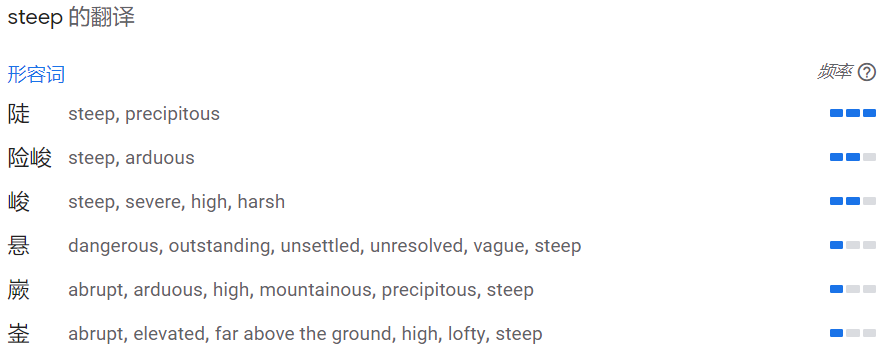 steep 的翻译
形容词 频率
陡 steep, precipitous
险峻 steep, arduous
峻 steep, severe, high, harsh
悬 dangerous, outstanding, unsettled, unresolved, vague, steep
嶡 abrupt, arduous, high, mountainous, precipitous, steep
崟 abrupt, elevated, far above the ground, high, lofty, steep